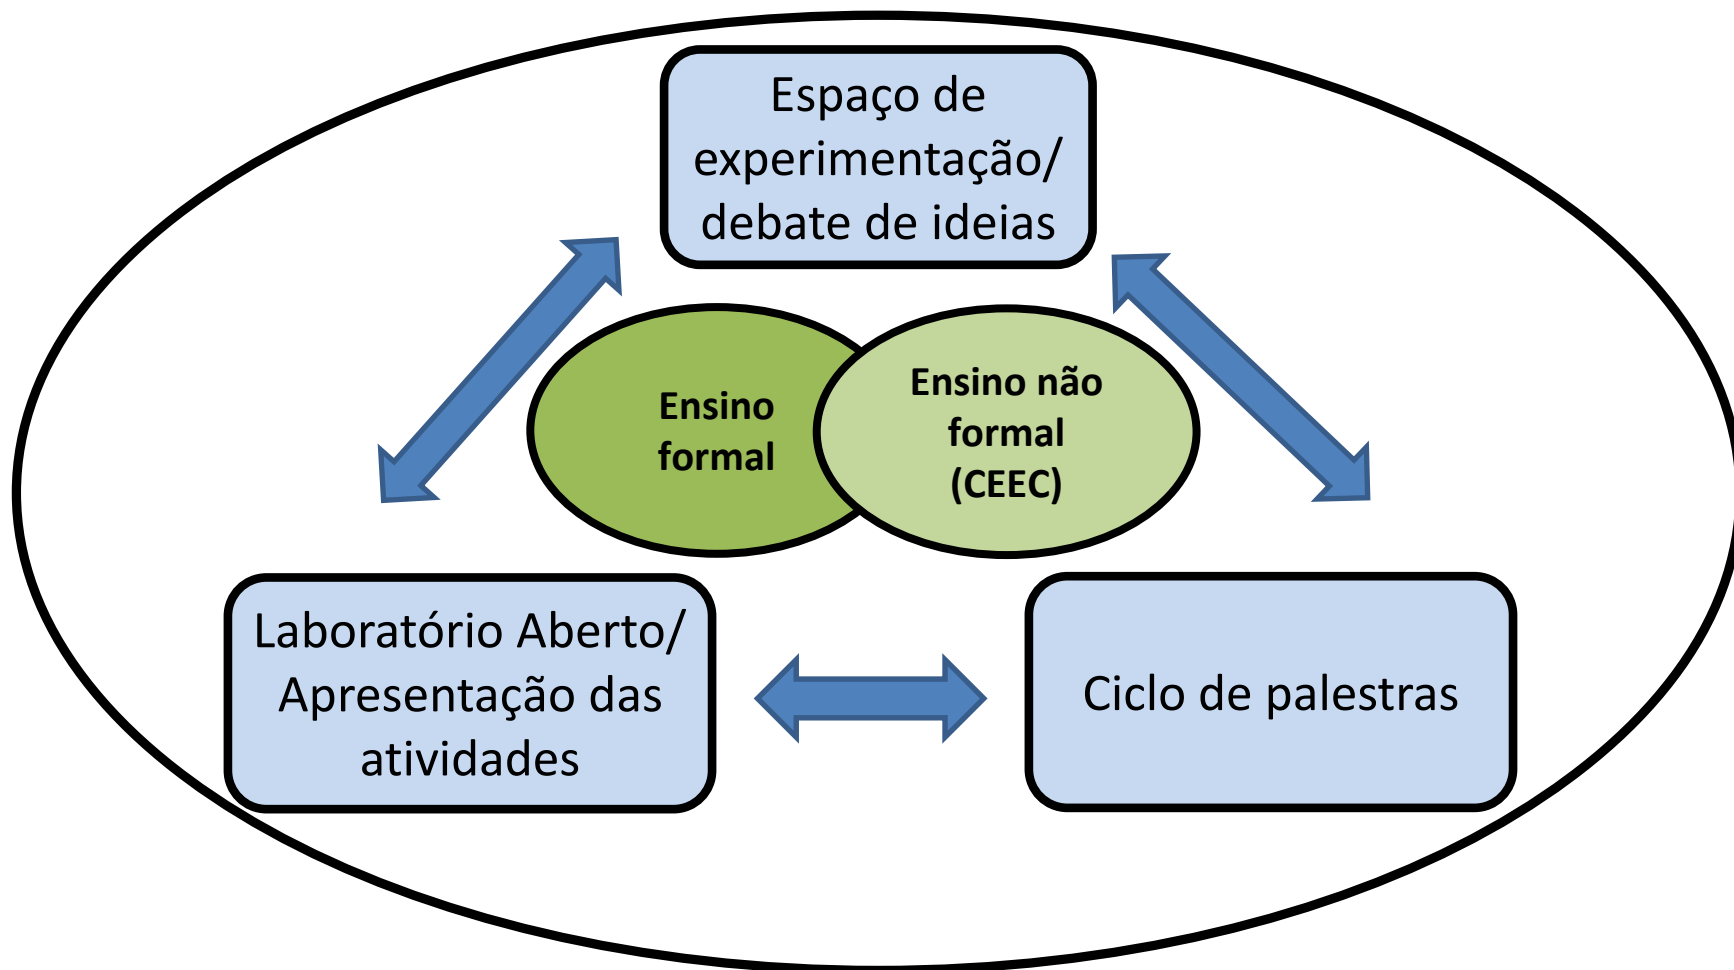 Espaço de
experimentação/
debate de ideias
Ensino
formal
Ensino não
formal
(CEEC)
Laboratório Aberto/
Apresentação das
atividades
Ciclo de palestras